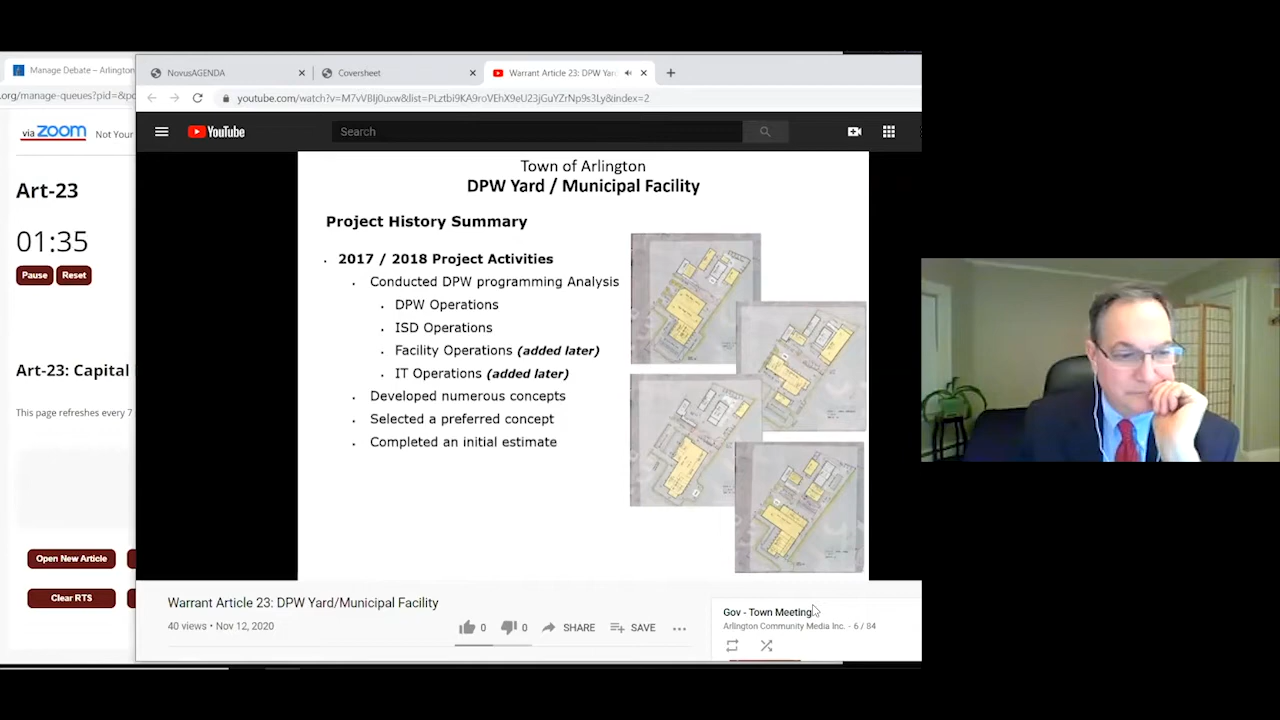 Manage Debate – Arlington
NovusAGENDA
Coversheet
Warrant Article 23: DPW Yar
.org/manage-queues?pid=&pc
youtube.com/watch?v=M7vVBIj0uxw&list=PLztbi9KA9roVEhX9eU23jGuYZrNp9s3Ly&index=2
via zoom
Not Your
YouTube
Search
Art-23
01:35
Pause
Reset
Art-23: Capital
This page refreshes every 7
Open New Article
Clear RTS
Town of Arlington
DPW Yard / Municipal Facility
Project History Summary
2017 / 2018 Project Activities
Conducted DPW programming Analysis
DPW Operations
ISD Operations
Facility Operations (added later)
IT Operations (added later)
Developed numerous concepts
Selected a preferred concept
Completed an initial estimate
Warrant Article 23: DPW Yard/Municipal Facility
40 views • Nov 12, 2020
0
0
SHARE
SAVE
Gov - Town Meeting
Arlington Community Media Inc. - 6 / 84